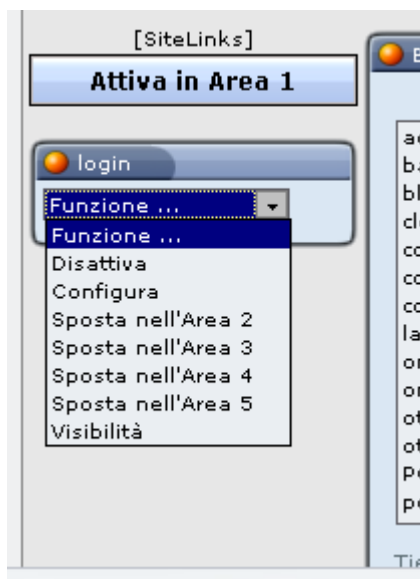 [SiteLinks]
Attiva in Area 1
login
Funzione ...
Funzione ...
Disattiva
Configura
Sposta nell'Area 2
Sposta nell'Area 3
Sposta nell'Area 4
Sposta nell'Area 5
Visibilità